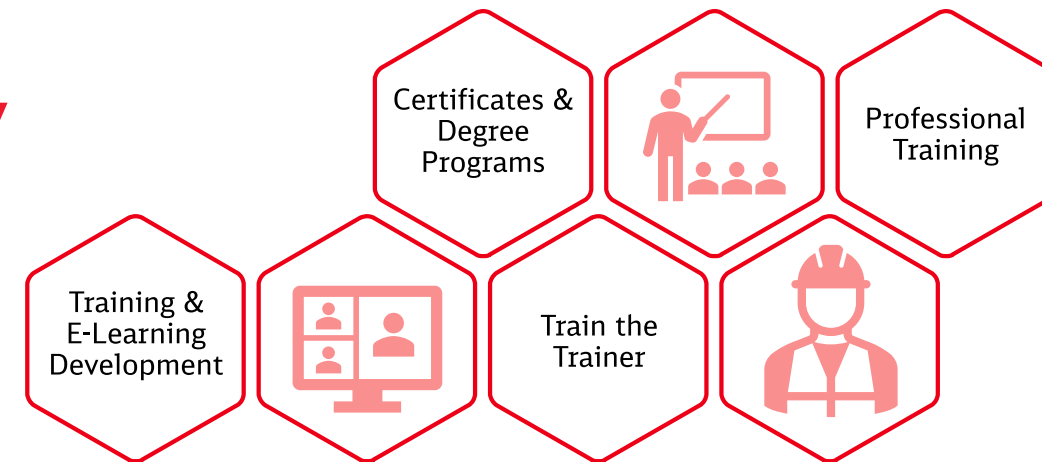 Certificates &
Degree
Programs
Professional
Training
Training &
E-Learning
Development
Train the
Trainer